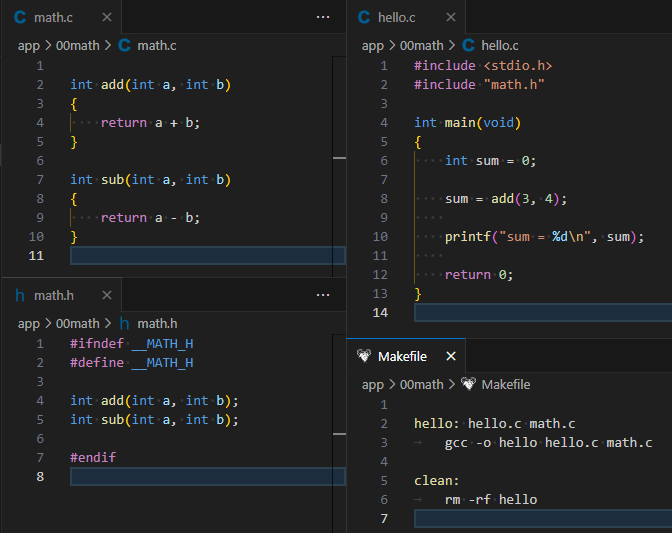 math.c
app > 00math > C math.c
1
2 int add(int a, int b)
3 {
4     return a + b;
5 }
6
7 int sub(int a, int b)
8 {
9     return a - b;
10 }
11
math.h
app > 00math > h math.h
1 #ifndef __MATH_H
2 #define __MATH_H
3
4 int add(int a, int b);
5 int sub(int a, int b);
6
7 #endif
8
hello.c
app > 00math > C hello.c
1 #include <stdio.h>
2 #include "math.h"
3
4 int main(void)
5 {
6     int sum = 0;
7
8     sum = add(3, 4);
9
10     printf("sum = %d\n", sum);
11
12     return 0;
13 }
14
Makefile
app > 00math > Makefile
1
2 hello: hello.c math.c
3     gcc -o hello hello.c math.c
4
5 clean:
6     rm -rf hello
7